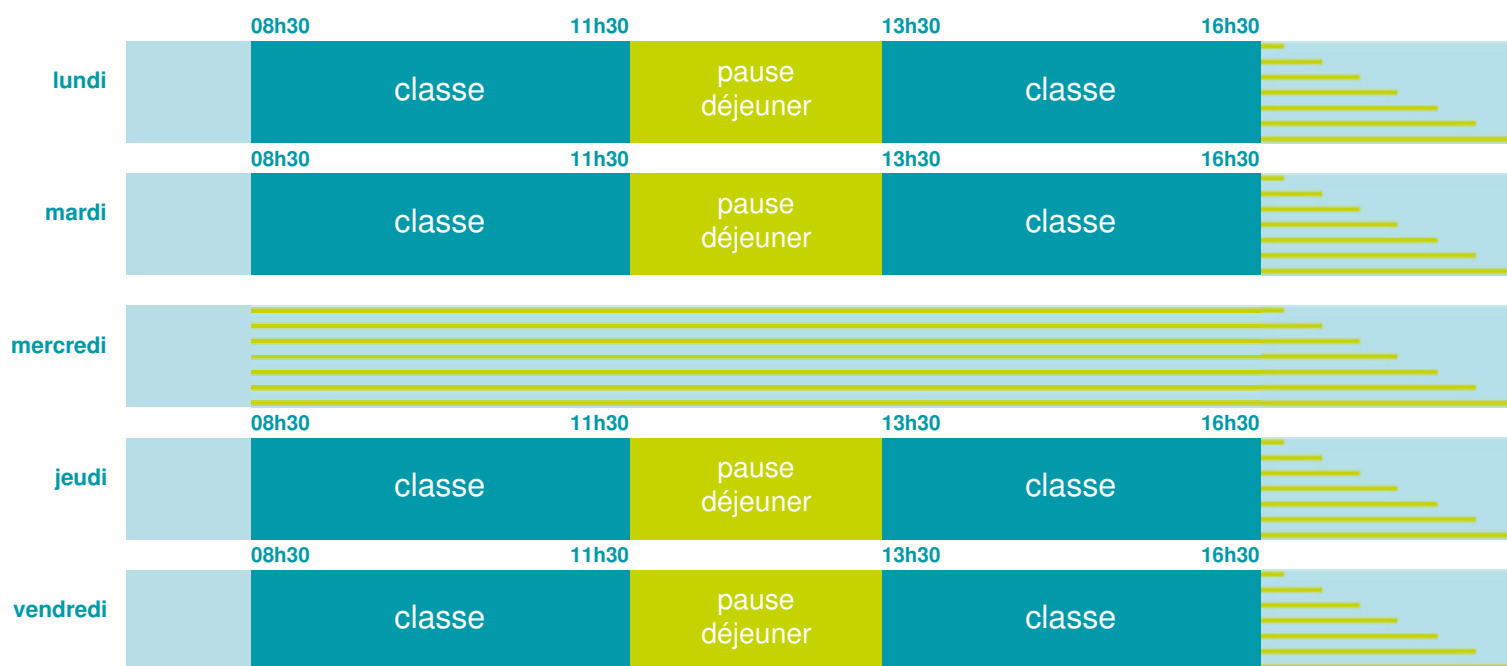 08h30 11h30 13h30 16h30
lundi
classe
pause
déjeuner
classe
08h30 11h30 13h30 16h30
mardi
classe
pause
déjeuner
classe
mercredi
08h30 11h30 13h30 16h30
jeudi
classe
pause
déjeuner
classe
08h30 11h30 13h30 16h30
vendredi
classe
pause
déjeuner
classe